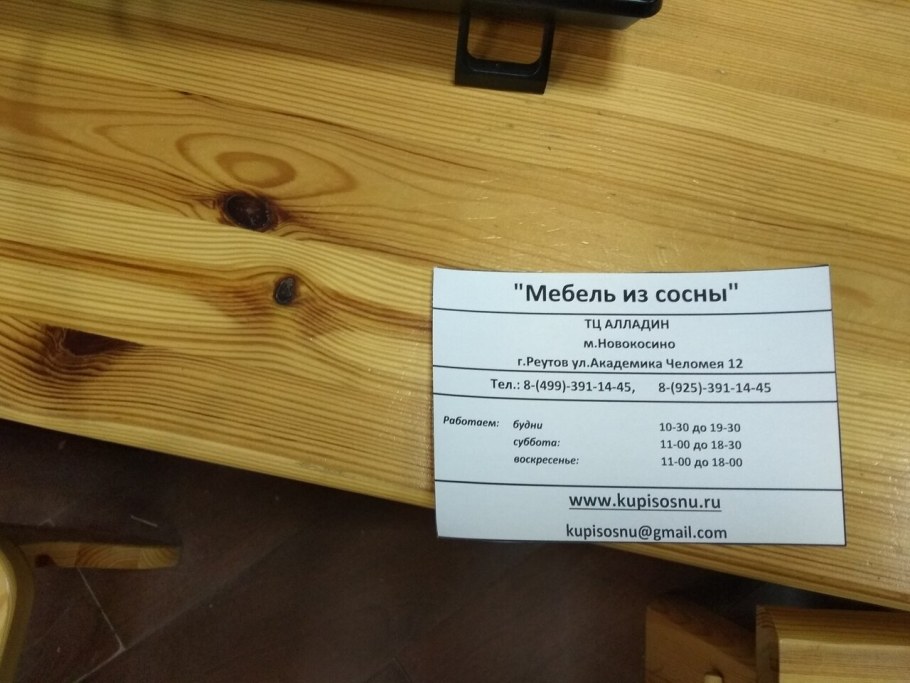 "Мебель из сосны"
ТЦ АЛЛАДИН
м.Новокосино
г.Реутов ул.Академика Челомея 12
Тел.: 8-(499)-391-14-45, 8-(925)-391-14-45
Работаем: будни 10-30 до 19-30
суббота: 11-00 до 18-30
воскресенье: 11-00 до 18-00
www.kupisosnu.ru
kupisosnu@gmail.com